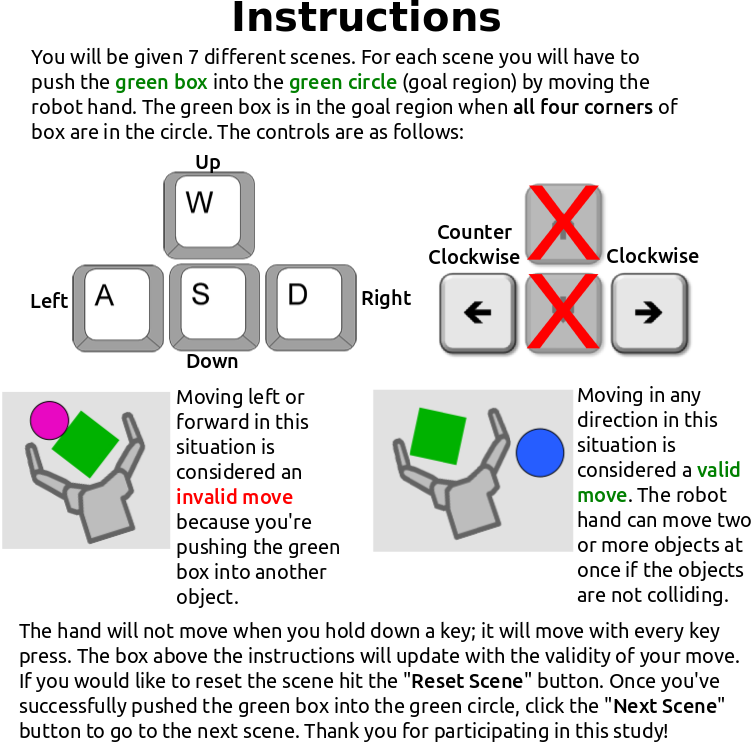 Instructions
You will be given 7 different scenes. For each scene you will have to
push the green box into the green circle (goal region) by moving the
robot hand. The green box is in the goal region when all four corners of
box are in the circle. The controls are as follows:
Up
W
Counter
Clockwise
Clockwise
Left
A
S
D
Right
Down
Moving left or
forward in this
situation is
considered an
invalid move
because you're
pushing the green
box into another
object.
Moving in any
direction in this
situation is
considered a valid
move. The robot
hand can move two
or more objects at
once if the objects
are not colliding.
The hand will not move when you hold down a key; it will move with every key
press. The box above the instructions will update with the validity of your move.
If you would like to reset the scene hit the "Reset Scene" button. Once you've
successfully pushed the green box into the green circle, click the "Next Scene"
button to go to the next scene. Thank you for participating in this study!